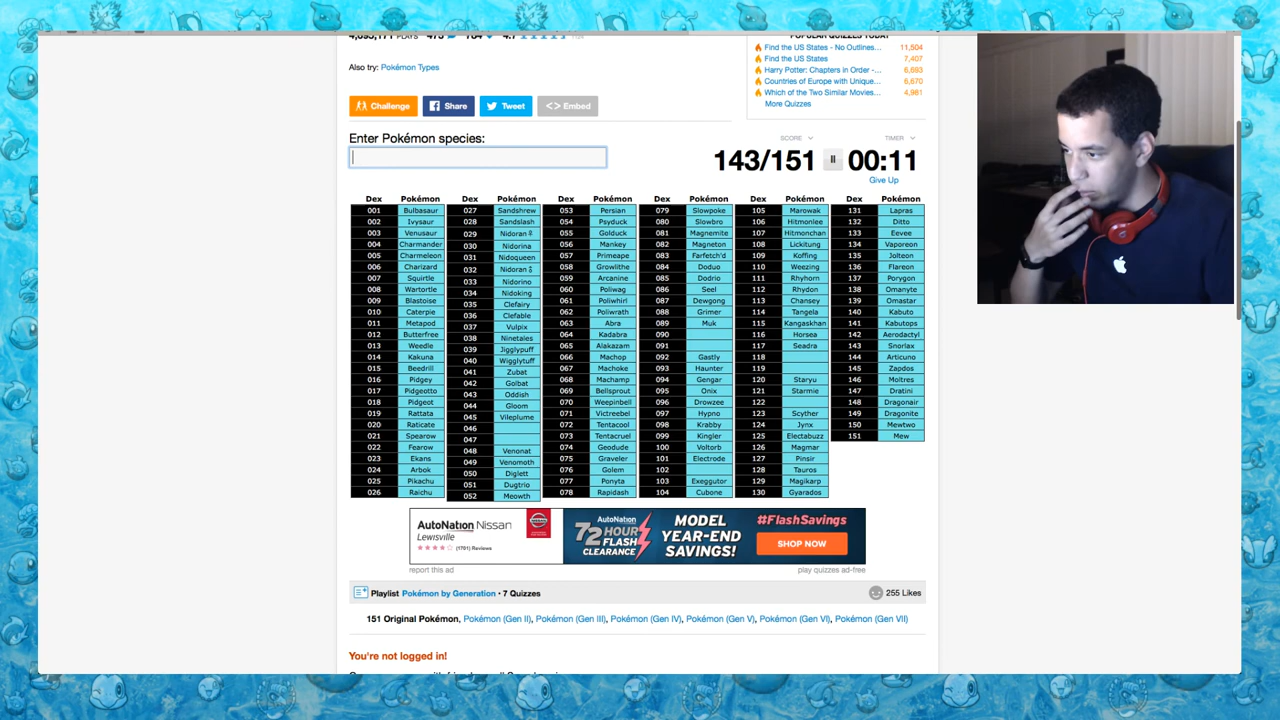 Also try: Pokémon Types
POPULAR QUIZZES TODAY
Find the US States - No Outlines... 11,504
Find the US States 7,407
Harry Potter: Chapters in Order -... 6,693
Countries of Europe with Unique... 6,670
Which of the Two Similar Movies... 4,981
More Quizzes
Challenge Share Tweet <> Embed
Enter Pokémon species:
SCORE TIMER
143/151 00:11
Give Up
Dex Pokémon Dex Pokémon Dex Pokémon Dex Pokémon Dex Pokémon Dex Pokémon
001 Bulbasaur 027 Sandshrew 053 Persian 079 Slowpoke 105 Marowak 131 Lapras
002 Ivysaur 028 Sandslash 054 Psyduck 080 Slowbro 106 Hitmonlee 132 Ditto
003 Venusaur 029 Nidoran♀ 055 Golduck 081 Magnemite 107 Hitmonchan 133 Eevee
004 Charmander 030 Nidorina 056 Mankey 082 Magneton 108 Lickitung 134 Vaporeon
005 Charmeleon 031 Nidoqueen 057 Primeape 083 Farfetch'd 109 Koffing 135 Jolteon
006 Charizard 032 Nidoran♂ 058 Growlithe 084 Doduo 110 Weezing 136 Flareon
007 Squirtle 033 Nidorino 059 Arcanine 085 Dodrio 111 Rhyhorn 137 Porygon
008 Wartortle 034 Nidoking 060 Poliwag 086 Seel 112 Rhydon 138 Omanyte
009 Blastoise 035 Clefairy 061 Poliwhirl 087 Dewgong 113 Chansey 139 Omastar
010 Caterpie 036 Clefable 062 Poliwrath 088 Grimer 114 Tangela 140 Kabuto
011 Metapod 037 Vulpix 063 Abra 089 Muk 115 Kangaskhan 141 Kabutops
012 Butterfree 038 Ninetales 064 Kadabra 090 116 Horsea 142 Aerodactyl
013 Weedle 039 Jigglypuff 065 Alakazam 091 117 Seadra 143 Snorlax
014 Kakuna 040 Wigglytuff 066 Machop 092 Gastly 118 144 Articuno
015 Beedrill 041 Zubat 067 Machoke 093 Haunter 119 145 Zapdos
016 Pidgey 042 Golbat 068 Machamp 094 Gengar 120 Staryu 146 Moltres
017 Pidgeotto 043 Oddish 069 Bellsprout 095 Onix 121 Starmie 147 Dratini
018 Pidgeot 044 Gloom 070 Weepinbell 096 Drowzee 122 148 Dragonair
019 Rattata 045 Vileplume 071 Victreebel 097 Hypno 123 Scyther 149 Dragonite
020 Raticate 046 072 Tentacool 098 Krabby 124 Jynx 150 Mewtwo
021 Spearow 047 073 Tentacruel 099 Kingler 125 Electabuzz 151 Mew
022 Fearow 048 Venonat 074 Geodude 100 Voltorb 126 Magmar
023 Ekans 049 Venomoth 075 Graveler 101 Electrode 127 Pinsir
024 Arbok 050 Diglett 076 Golem 102 128 Tauros
025 Pikachu 051 Dugtrio 077 Ponyta 103 Exeggutor 129 Magikarp
026 Raichu 052 Meowth 078 Rapidash 104 Cubone 130 Gyarados
AutoNation Nissan
Lewisville
(1701) Reviews
AutoNation Nissan
72 HOUR FLASH CLEARANCE
MODEL YEAR-END SAVINGS!
#FlashSavings
SHOP NOW
report this ad play quizzes ad-free
Playlist Pokémon by Generation • 7 Quizzes 255 Likes
151 Original Pokémon, Pokémon (Gen II), Pokémon (Gen III), Pokémon (Gen IV), Pokémon (Gen V), Pokémon (Gen VI), Pokémon (Gen VII)
You're not logged in!